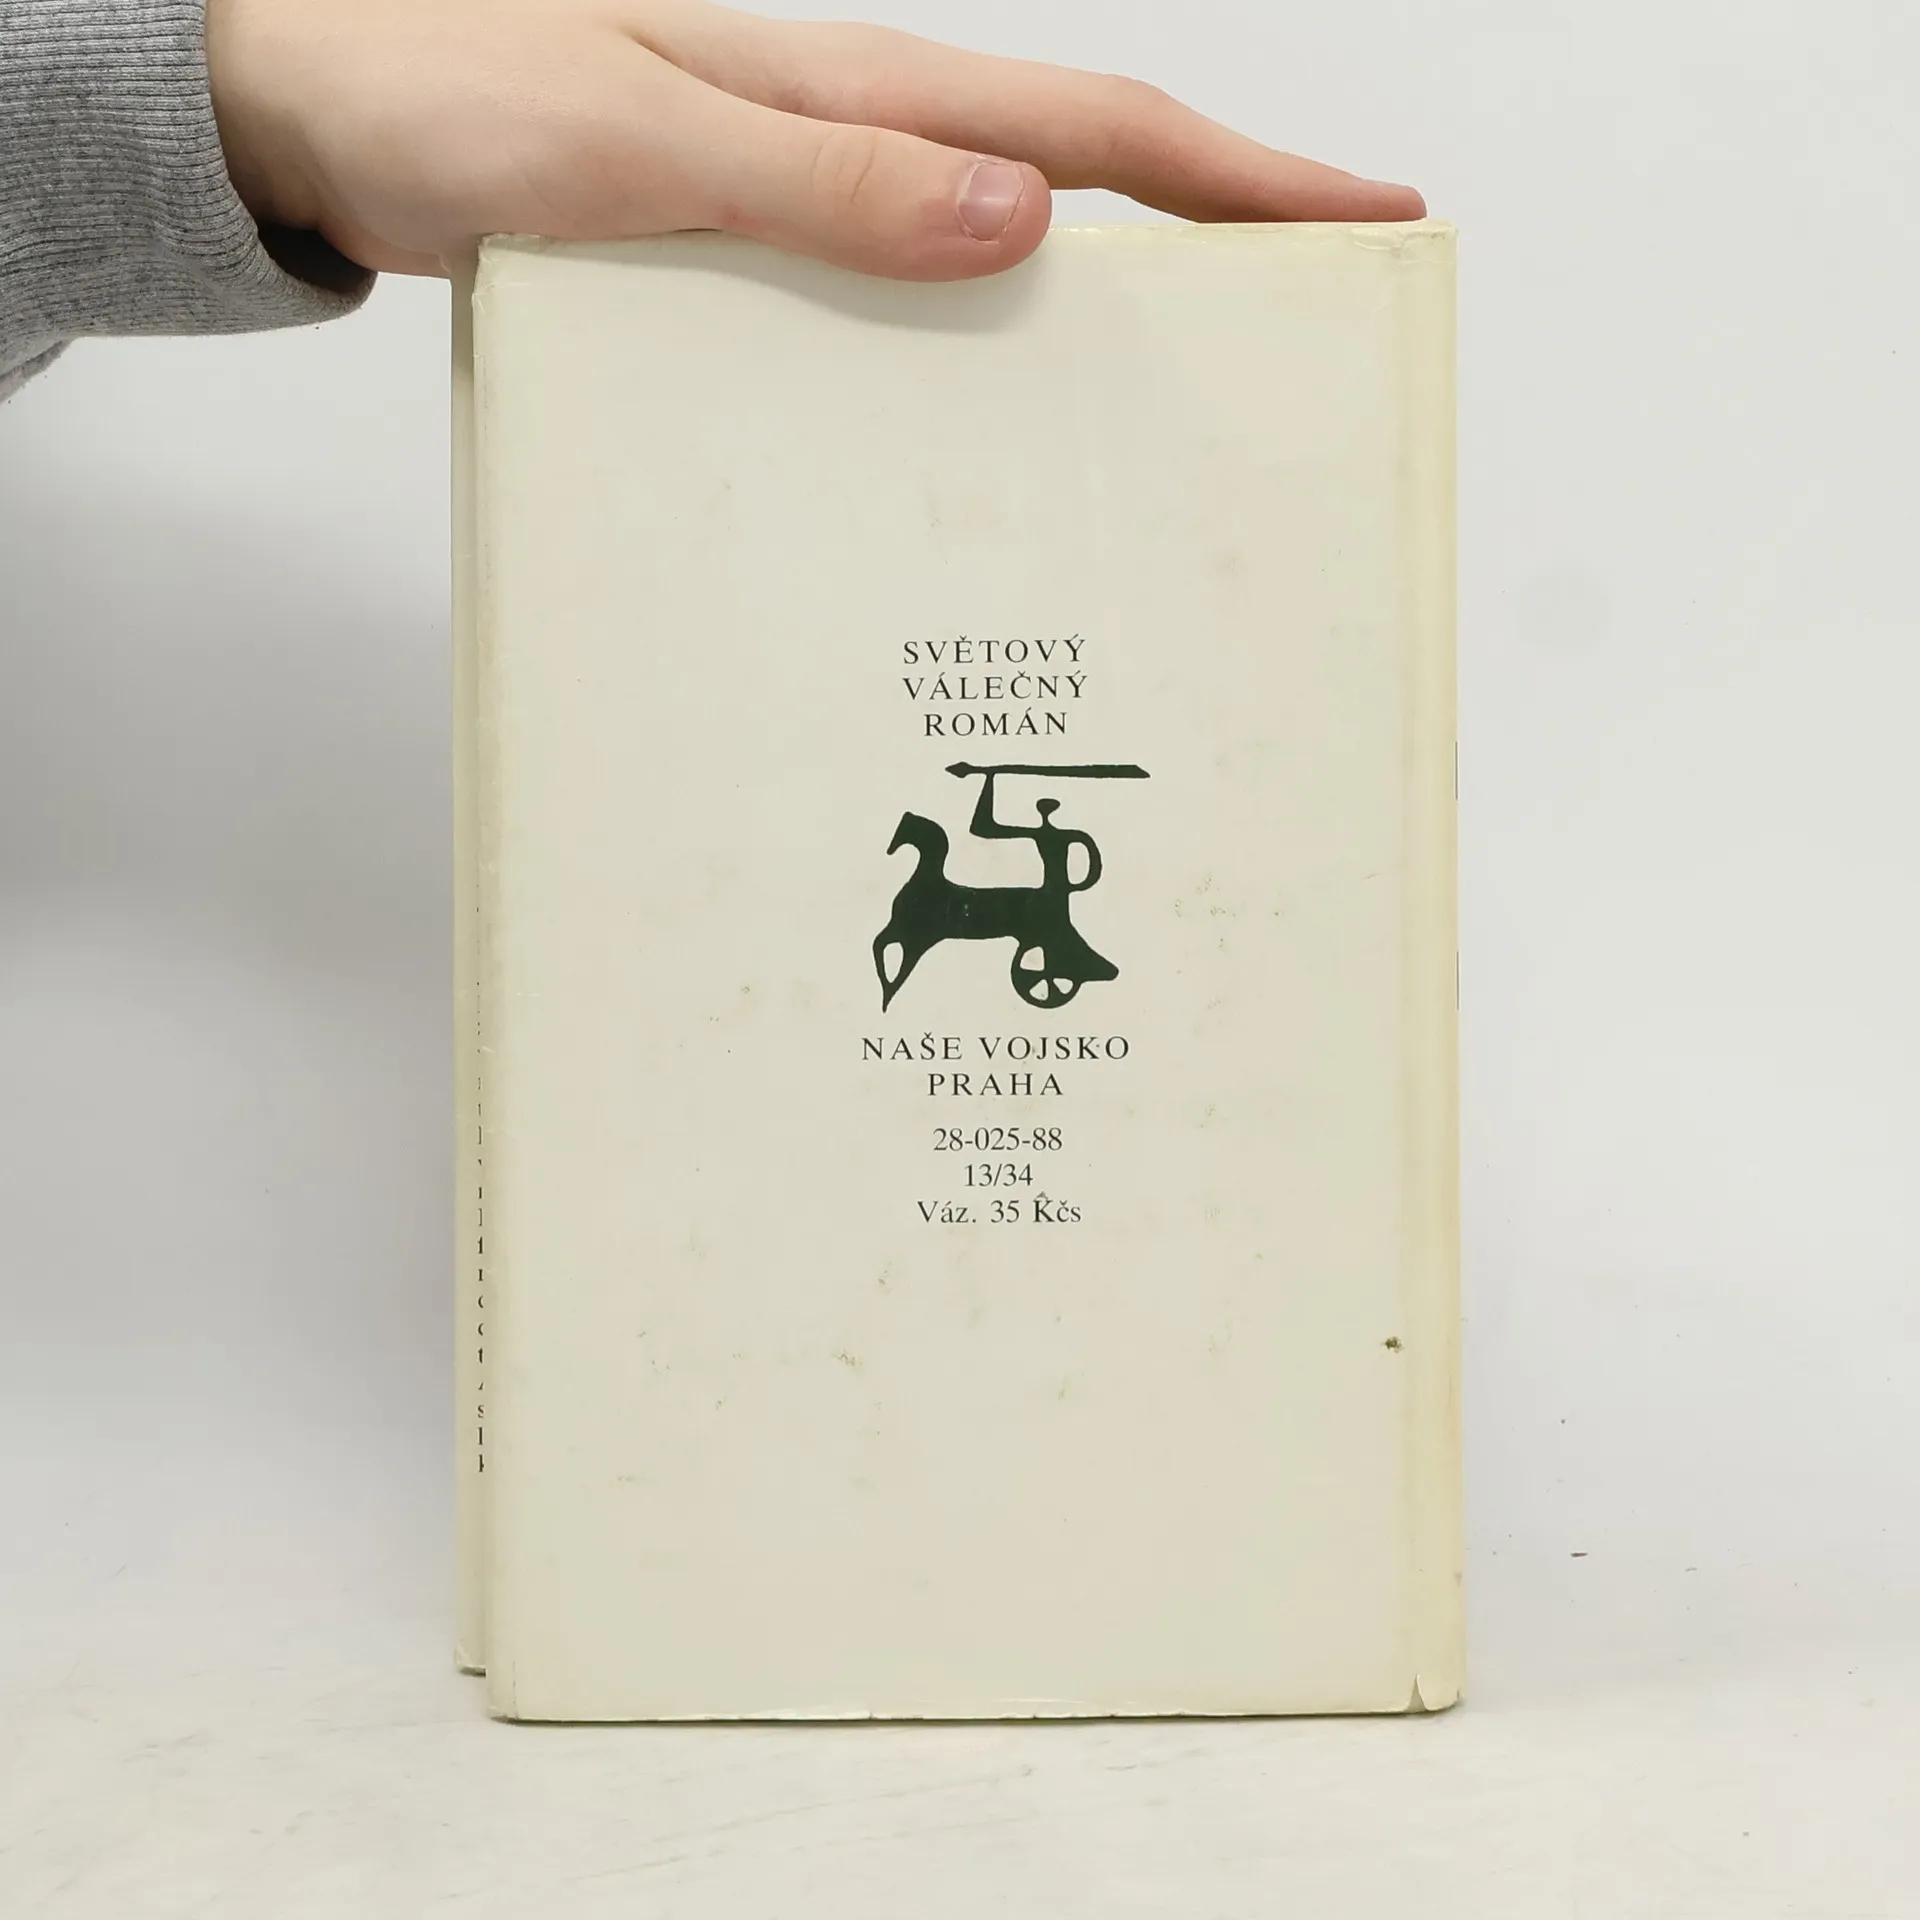 SVĚTOVÝ
VÁLEČNÝ
ROMÁN
NAŠE VOJSKO
PRAHA
28-025-88
13/34
Váz. 35 Kčs